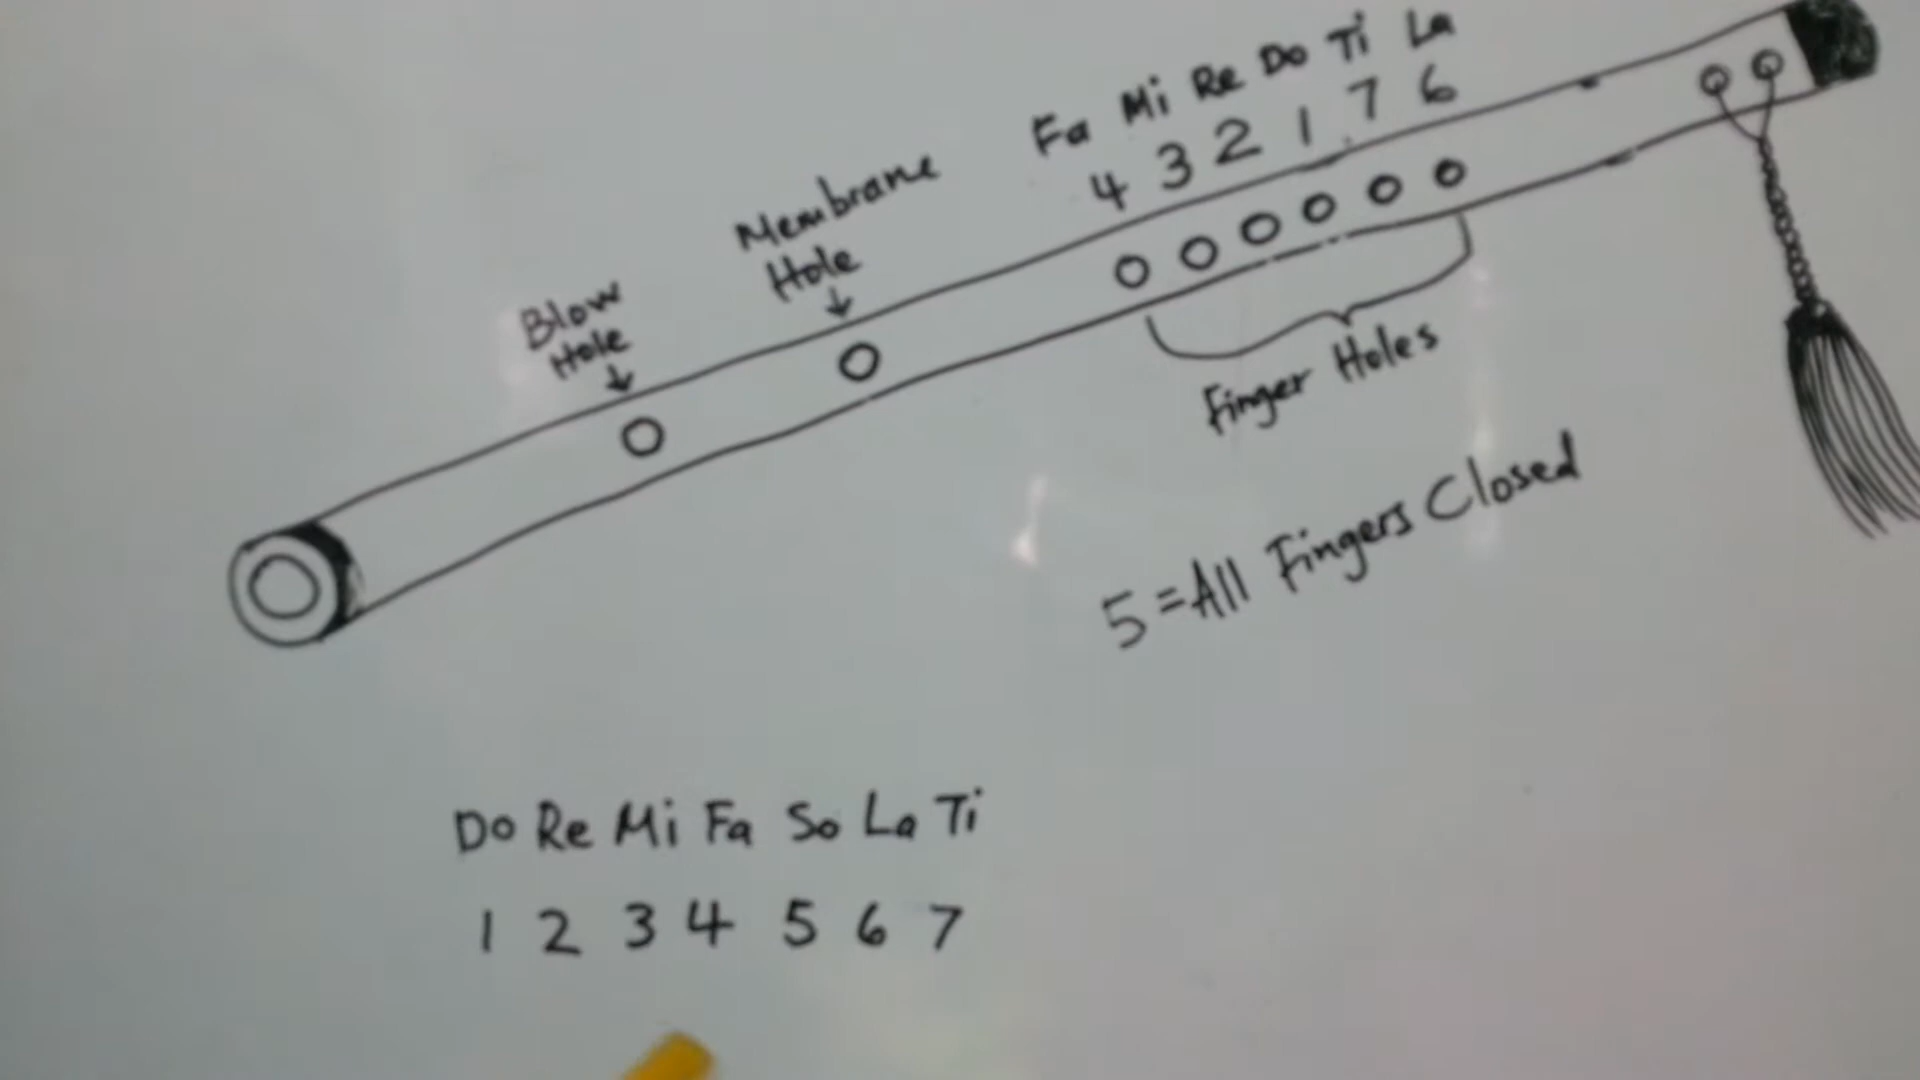 Fa Mi Re Do Ti La
4 3 2 1 7 6
Membrane
Hole
Blow
Hole
Finger Holes
5 = All Fingers Closed
Do Re Mi Fa So La Ti
1 2 3 4 5 6 7